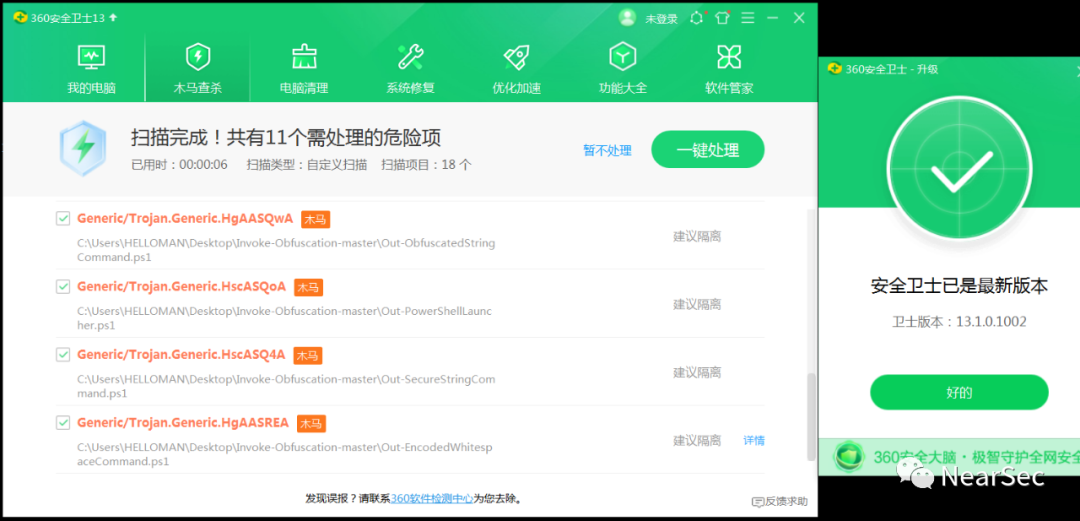 360安全卫士13
未登录
我的电脑
木马查杀
电脑清理
系统修复
优化加速
功能大全
软件管家
扫描完成！共有11个需处理的危险项
已用时：00:00:06 扫描类型：自定义扫描 扫描项目：18 个
暂不处理
一键处理
Generic/Trojan.Generic.HgAASQwA 木马
C:\Users\HELLOMAN\Desktop\Invoke-Obfuscation-master\Out-ObfuscatedString
Command.ps1
建议隔离
Generic/Trojan.Generic.HscASQoA 木马
C:\Users\HELLOMAN\Desktop\Invoke-Obfuscation-master\Out-PowerShellLaunc
her.ps1
建议隔离
Generic/Trojan.Generic.HscASQ4A 木马
C:\Users\HELLOMAN\Desktop\Invoke-Obfuscation-master\Out-SecureStringCom
mand.ps1
建议隔离
Generic/Trojan.Generic.HgAASREA 木马
C:\Users\HELLOMAN\Desktop\Invoke-Obfuscation-master\Out-EncodedWhitesp
aceCommand.ps1
建议隔离 详情
发现误报？请联系360软件检测中心为您去除。
反馈求助
360安全卫士 - 升级
安全卫士已是最新版本
卫士版本：13.1.0.1002
好的
360安全大脑・极智守护全网安全
NearSec